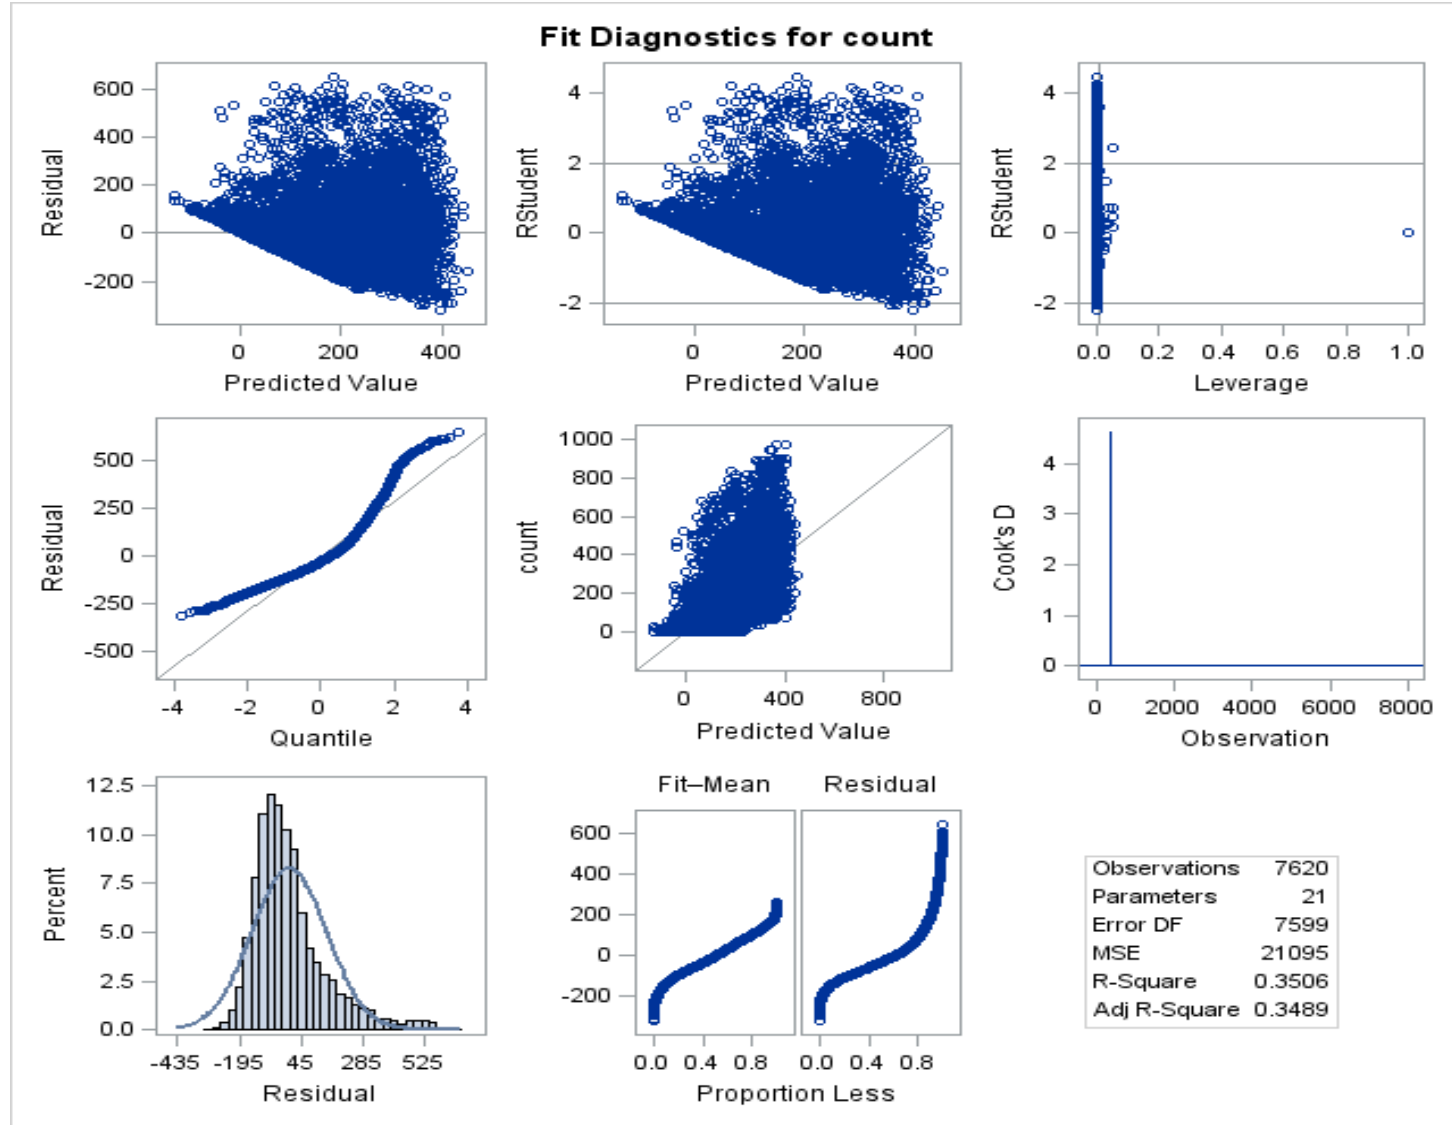 Fit Diagnostics for count
600
400
200
0
-200
Residual
0 200 400
Predicted Value
4
2
0
-2
RStudent
0 200 400
Predicted Value
4
2
0
-2
RStudent
0.0 0.2 0.4 0.6 0.8 1.0
Leverage
500
250
0
-250
-500
Residual
-4 -2 0 2 4
Quantile
1000
800
600
400
200
0
count
0 400 800
Predicted Value
4
3
2
1
0
Cook's D
0 2000 4000 6000 8000
Observation
12.5
10.0
7.5
5.0
2.5
0.0
Percent
-435 -195 45 285 525
Residual
Fit–Mean Residual
600
400
200
0
-200
0.0 0.4 0.8 0.0 0.4 0.8
Proportion Less
Observations 7620
Parameters 21
Error DF 7599
MSE 21095
R-Square 0.3506
Adj R-Square 0.3489